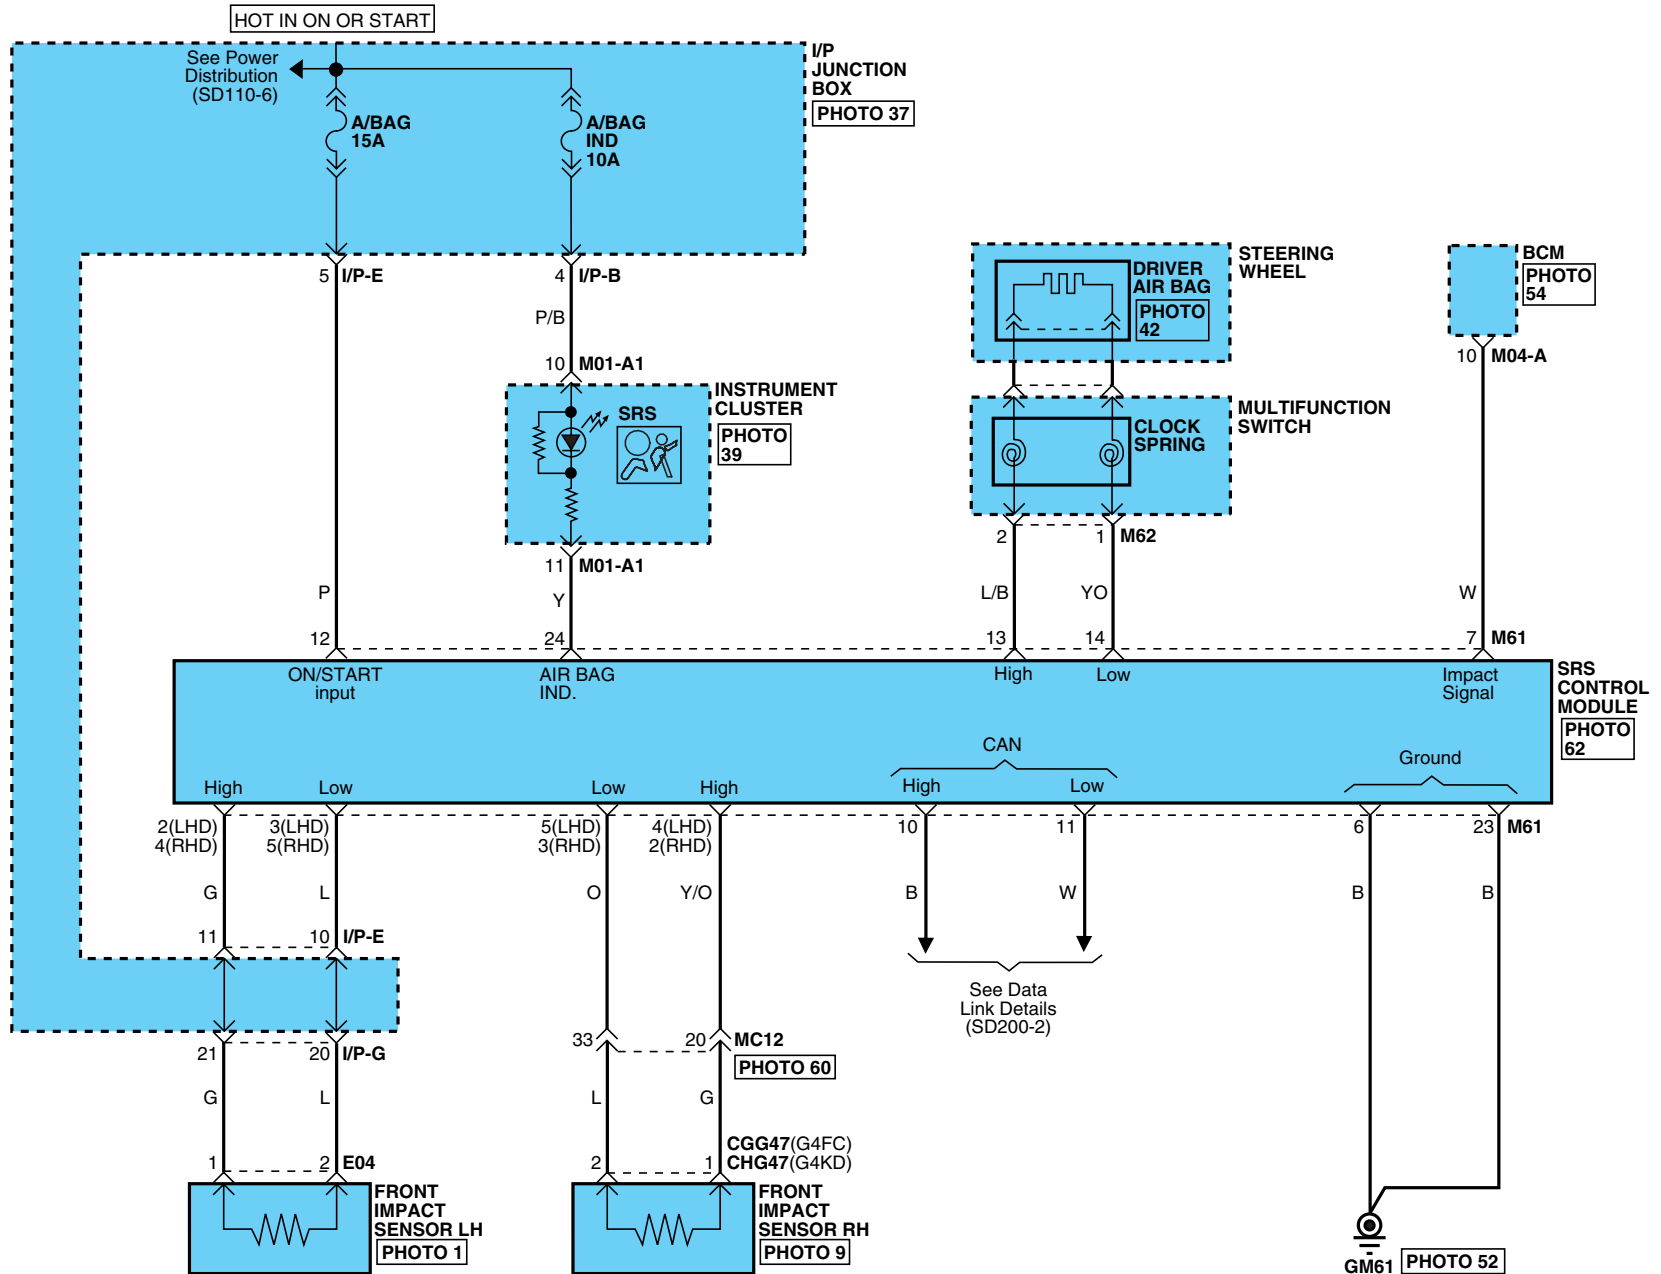 HOT IN ON OR START
See Power
Distribution
(SD110-6)
A/BAG
15A
A/BAG
IND
10A
I/P
JUNCTION
BOX
PHOTO 37
5 I/P-E
4 I/P-B
P/B
10 M01-A1
INSTRUMENT
CLUSTER
PHOTO
39
SRS
11 M01-A1
P
Y
STEERING
WHEEL
DRIVER
AIR BAG
PHOTO
42
MULTIFUNCTION
SWITCH
CLOCK
SPRING
2 1 M62
L/B YO
BCM
PHOTO
54
10 M04-A
W
12 24 13 14 7 M61
ON/START
input
AIR BAG
IND.
High Low
Impact
Signal
SRS
CONTROL
MODULE
PHOTO
62
CAN
Ground
High Low Low High High Low
2(LHD) 3(LHD) 5(LHD) 4(LHD) 10 11 6 23 M61
4(RHD) 5(RHD) 3(RHD) 2(RHD)
G L O Y/O B W B B
11 10 I/P-E
See Data
Link Details
(SD200-2)
21 20 I/P-G
33 20 MC12
PHOTO 60
G L L G
CGG47(G4FC)
CHG47(G4KD)
1 2 E04
2 1
FRONT
IMPACT
SENSOR LH
PHOTO 1
FRONT
IMPACT
SENSOR RH
PHOTO 9
GM61
PHOTO 52